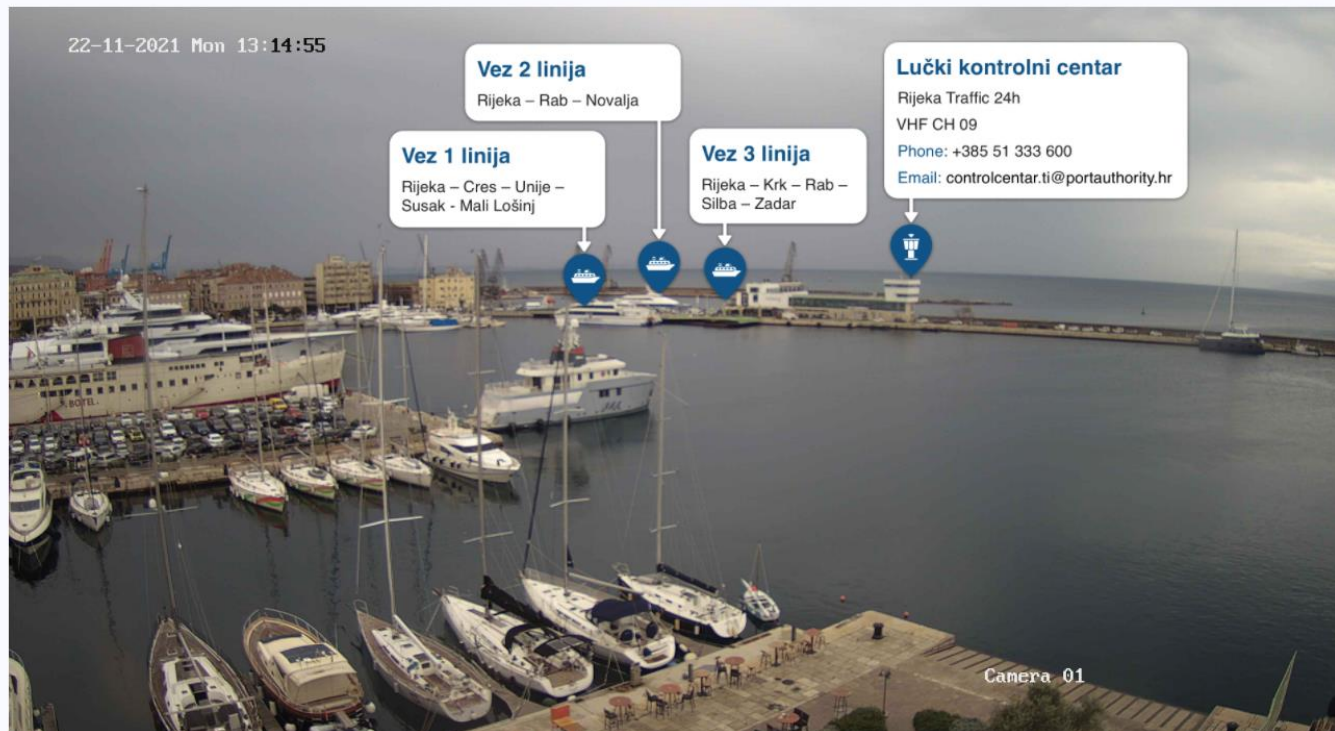 22-11-2021 Mon 13:14:55
Vez 2 linija
Rijeka – Rab – Novalja
Vez 1 linija
Rijeka – Cres – Unije –
Susak - Mali Lošinj
Vez 3 linija
Rijeka – Krk – Rab –
Silba – Zadar
Lučki kontrolni centar
Rijeka Traffic 24h
VHF CH 09
Phone: +385 51 333 600
Email: controlcentar.ti@portauthority.hr
BOTEL
Camera 01